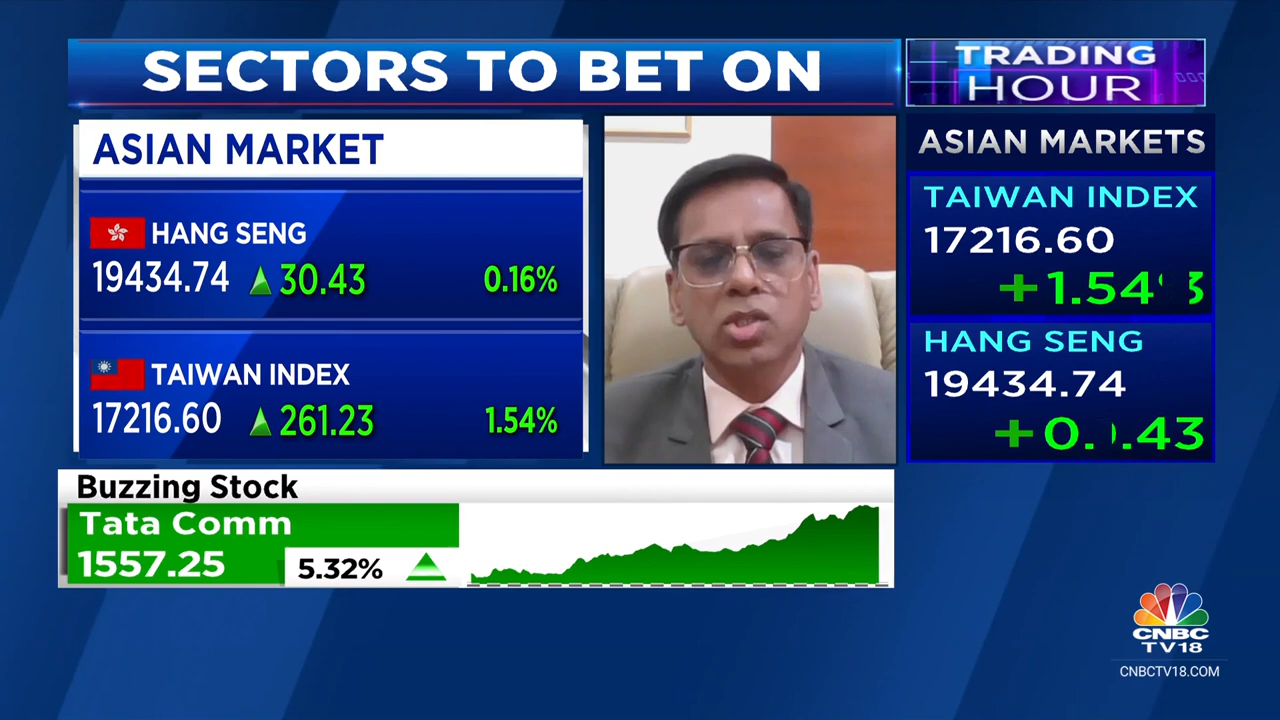 SECTORS TO BET ON
TRADING
HOUR
ASIAN MARKET
HANG SENG
19434.74 30.43 0.16%
TAIWAN INDEX
17216.60 261.23 1.54%
ASIAN MARKETS
TAIWAN INDEX
17216.60
HANG SENG
19434.74
Buzzing Stock
Tata Comm
1557.25
5.32%
CNBC
TV18
CNBCTV18.COM